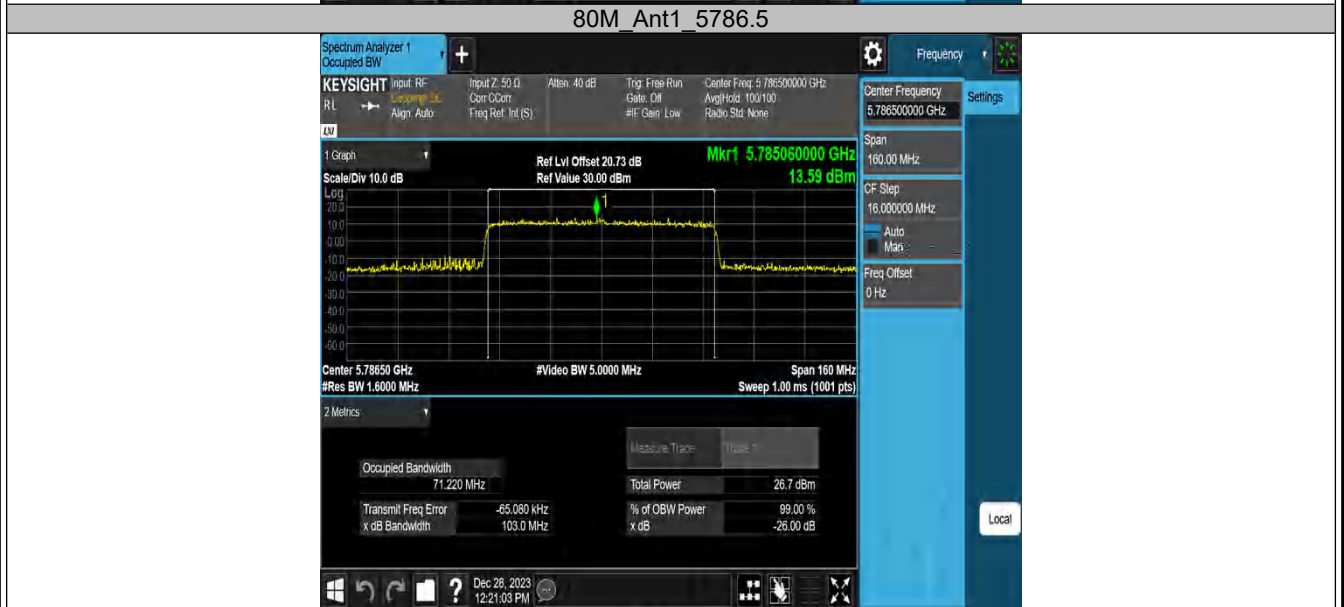 80M_Ant1_5786.5
Spectrum Analyzer 1
Occupied BW
+
Frequency
KEYSIGHT Input: RF
RL
Align: Auto
LXI
Input Z: 50 Ω
Corr CCorr
Freq Ref: Int (S)
Atten: 40 dB
Trig: Free Run
Gate: Off
#IF Gain: Low
Center Freq: 5.786500000 GHz
Avg|Hold: 100/100
Radio Std: None
Center Frequency
5.786500000 GHz
Settings
Span
160.00 MHz
CF Step
16.000000 MHz
Auto
Man
Freq Offset
0 Hz
1 Graph
Scale/Div 10.0 dB
Ref Lvl Offset 20.73 dB
Ref Value 30.00 dBm
Mkr1 5.785060000 GHz
13.59 dBm
Log
20.0
10.0
0.00
-10.0
-20.0
-30.0
-40.0
-50.0
-60.0
1
Center 5.78650 GHz
#Res BW 1.6000 MHz
#Video BW 5.0000 MHz
Span 160 MHz
Sweep 1.00 ms (1001 pts)
2 Metrics
Measure Trace Trace 1
Occupied Bandwidth
71.220 MHz
Total Power 26.7 dBm
Transmit Freq Error -65.080 kHz
% of OBW Power 99.00 %
x dB Bandwidth 103.0 MHz
x dB -26.00 dB
Local
? Dec 28, 2023
12:21:03 PM